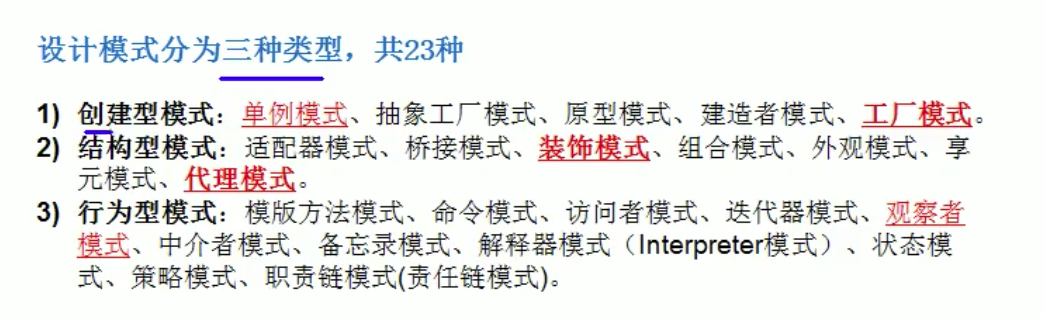 设计模式分为三种类型，共23种
1) 创建型模式：单例模式、抽象工厂模式、原型模式、建造者模式、工厂模式。
2) 结构型模式：适配器模式、桥接模式、装饰模式、组合模式、外观模式、享
元模式、代理模式。
3) 行为型模式：模版方法模式、命令模式、访问者模式、迭代器模式、观察者
模式、中介者模式、备忘录模式、解释器模式（Interpreter模式）、状态模
式、策略模式、职责链模式(责任链模式)。